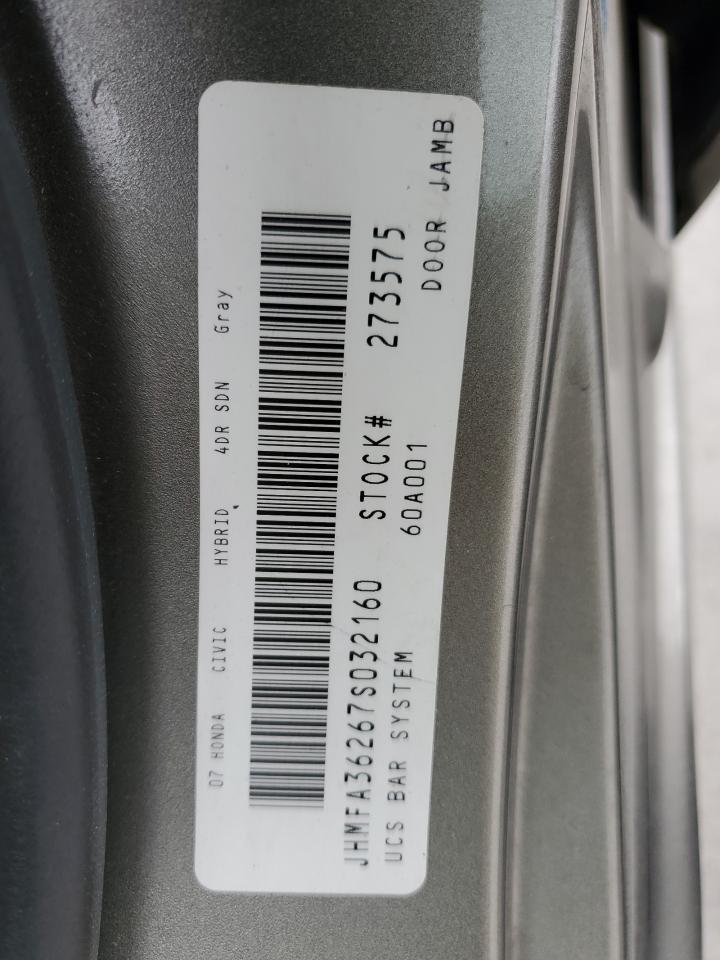 07 HONDA CIVIC HYBRID 4DR SDN Gray
JHMFA36267S032160 STOCK# 273575
UCS BAR SYSTEM 60A001 DOOR JAMB